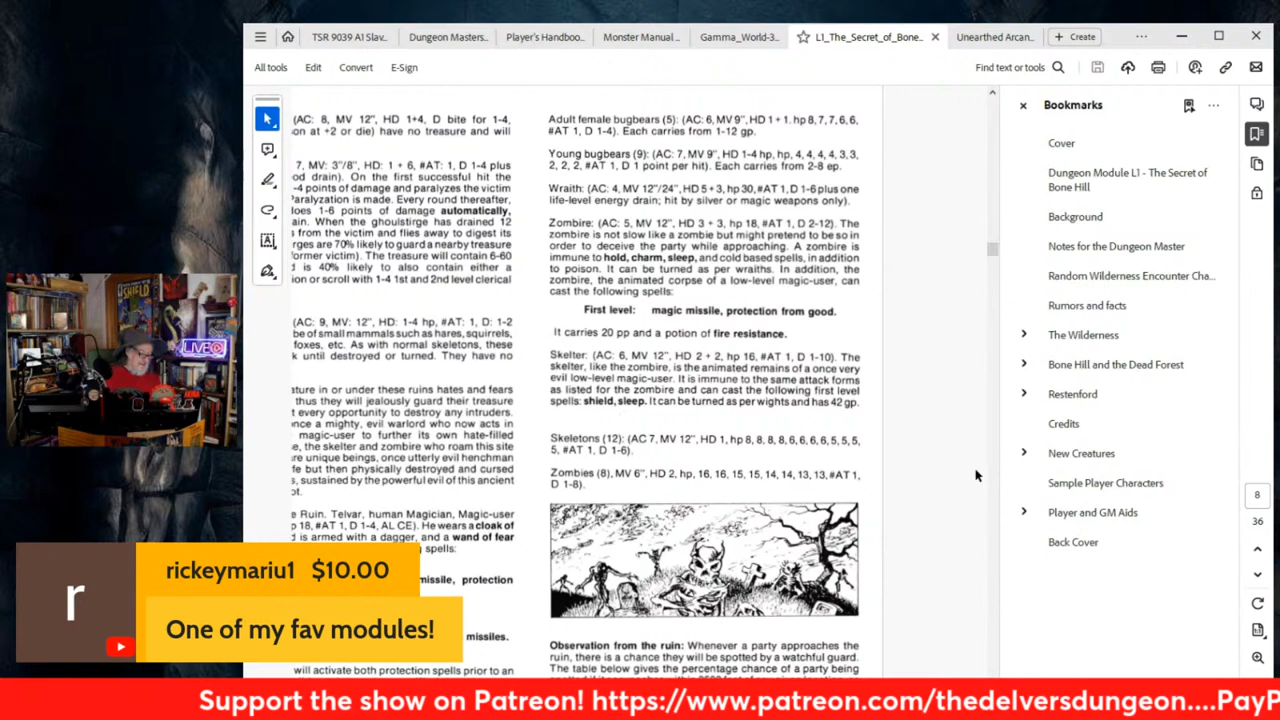 TSR 9039 A1 Slav...
Dungeon Masters...
Player's Handboo...
Monster Manual ...
Gamma_World-3...
L1_The_Secret_of_Bone...
Unearthed Arcan...
Create
All tools
Edit
Convert
E-Sign
Find text or tools
(AC: 8, MV 12", HD 1+4, D bite for 1-4,
on at +2 or die) have no treasure and will
7, MV: 3"/8", HD: 1 + 6, #AT: 1, D 1-4 plus
od drain). On the first successful hit the
-4 points of damage and paralyzes the victim
Paralyzation is made. Every round thereafter,
does 1-6 points of damage automatically,
ain. When the ghoulstirge has drained 12
s from the victim and flies away to digest its
rges are 70% likely to guard a nearby treasure
former victim). The treasure will contain 6-60
d is 40% likely to also contain either a
ion or scroll with 1-4 1st and 2nd level clerical
(AC: 9, MV: 12", HD: 1-4 hp, #AT: 1, D: 1-2
be of small mammals such as hares, squirrels,
foxes, etc. As with normal skeletons, these
k until destroyed or turned. They have no
ature in or under these ruins hates and fears
thus they will jealously guard their treasure
t every opportunity to destroy any intruders.
once a mighty, evil warlord who now acts in
magic-user to further its own hate-filled
e, the skelter and zombire who roam this site
re unique beings, once utterly evil henchman
fe but then physically destroyed and cursed
s, sustained by the powerful evil of this ancient
ot.
e Ruin. Telvar, human Magician, Magic-user
p 18, #AT 1, D 1-4, AL CE). He wears a cloak of
d is armed with a dagger, and a wand of fear
spells:
missile, protection
missiles.
will activate both protection spells prior to an
Adult female bugbears (5): (AC: 6, MV 9", HD 1 + 1. hp 8, 7, 7, 6, 6,
#AT 1, D 1-4). Each carries from 1-12 gp.
Young bugbears (9): (AC: 7, MV 9", HD 1-4 hp, hp, 4, 4, 4, 4, 3, 3,
2, 2, 2, #AT 1, D 1 point per hit). Each carries from 2-8 ep.
Wraith: (AC: 4, MV 12"/24", HD 5 + 3, hp 30, #AT 1, D 1-6 plus one
life-level energy drain; hit by silver or magic weapons only).
Zombire: (AC: 5, MV 12", HD 3 + 3, hp 18, #AT 1, D 2-12). The
zombire is not slow like a zombie but might pretend to be so in
order to deceive the party while approaching. A zombire is
immune to hold, charm, sleep, and cold based spells, in addition
to poison. It can be turned as per wraiths. In addition, the
zombire, the animated corpse of a low-level magic-user, can
cast the following spells:
First level: magic missile, protection from good.
It carries 20 pp and a potion of fire resistance.
Skelter: (AC: 6, MV 12", HD 2 + 2, hp 16, #AT 1, D 1-10). The
skelter, like the zombire, is the animated remains of a once very
evil low-level magic-user. It is immune to the same attack forms
as listed for the zombire and can cast the following first level
spells: shield, sleep. It can be turned as per wights and has 42 gp.
Skeletons (12): (AC 7, MV 12", HD 1, hp 8, 8, 8, 8, 6, 6, 6, 6, 5, 5, 5,
5, #AT 1, D 1-6).
Zombies (8), MV 6", HD 2, hp, 16, 16, 15, 15, 14, 14, 13, 13, #AT 1,
D 1-8).
Observation from the ruin: Whenever a party approaches the
ruin, there is a chance they will be spotted by a watchful guard.
The table below gives the percentage chance of a party being
Bookmarks
Cover
Dungeon Module L1 - The Secret of
Bone Hill
Background
Notes for the Dungeon Master
Random Wilderness Encounter Cha...
Rumors and facts
The Wilderness
Bone Hill and the Dead Forest
Restenford
Credits
New Creatures
Sample Player Characters
Player and GM Aids
Back Cover
8
36
SHIELD
LIVE
r
rickeymariu1 $10.00
One of my fav modules!
Support the show on Patreon! https://www.patreon.com/thedelversdungeon....PayP